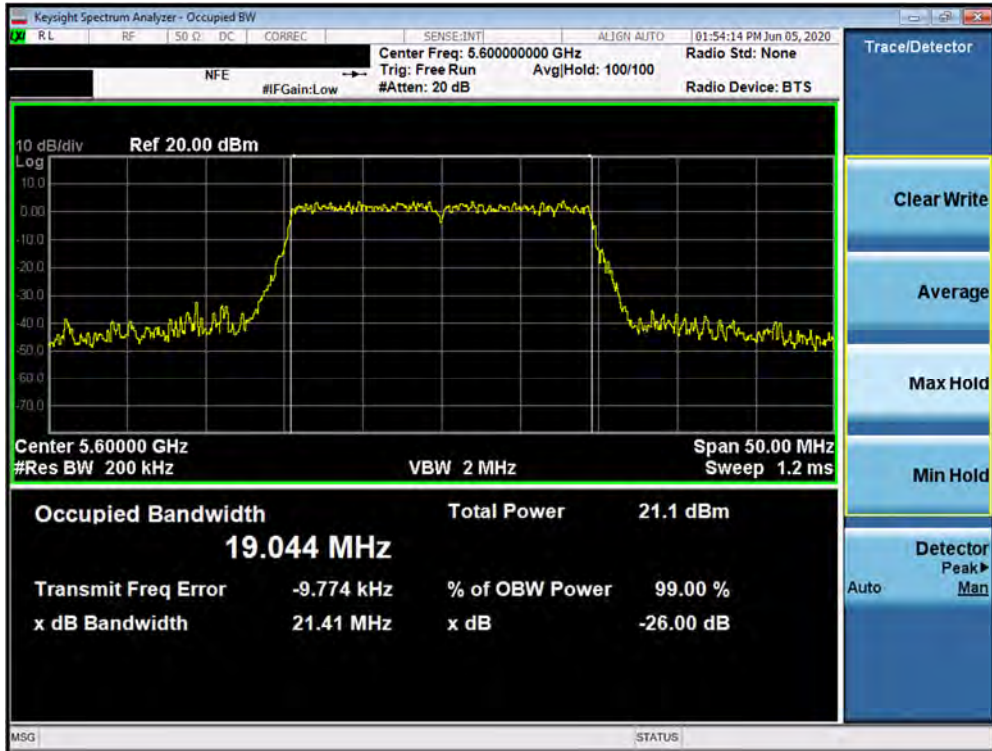 Keysight Spectrum Analyzer - Occupied BW
LXI RL RF 50 Ω DC CORREC SENSE:INT ALIGN AUTO 01:54:14 PM Jun 05, 2020
Center Freq: 5.600000000 GHz Radio Std: None
NFE Trig: Free Run Avg|Hold: 100/100
#IFGain:Low #Atten: 20 dB Radio Device: BTS
10 dB/div Ref 20.00 dBm
Log
10.0
0.00
-10.0
-20.0
-30.0
-40.0
-50.0
-60.0
-70.0
Center 5.60000 GHz Span 50.00 MHz
#Res BW 200 kHz VBW 2 MHz Sweep 1.2 ms
Occupied Bandwidth Total Power 21.1 dBm
19.044 MHz
Transmit Freq Error -9.774 kHz % of OBW Power 99.00 %
x dB Bandwidth 21.41 MHz x dB -26.00 dB
MSG STATUS
Trace/Detector
Clear Write
Average
Max Hold
Min Hold
Detector
Peak▶
Auto Man